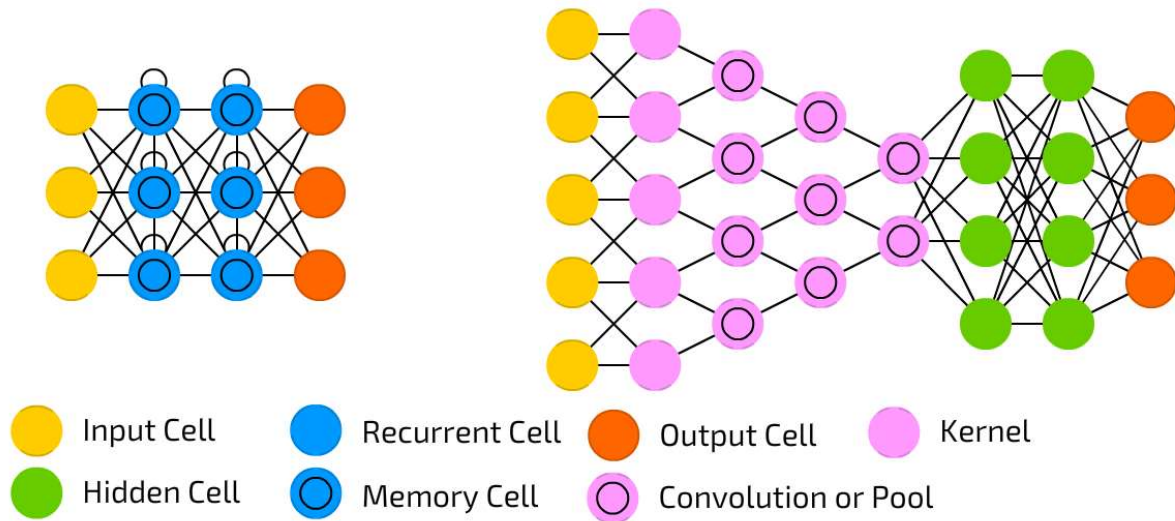 Input Cell
Recurrent Cell
Output Cell
Kernel
Hidden Cell
Memory Cell
Convolution or Pool